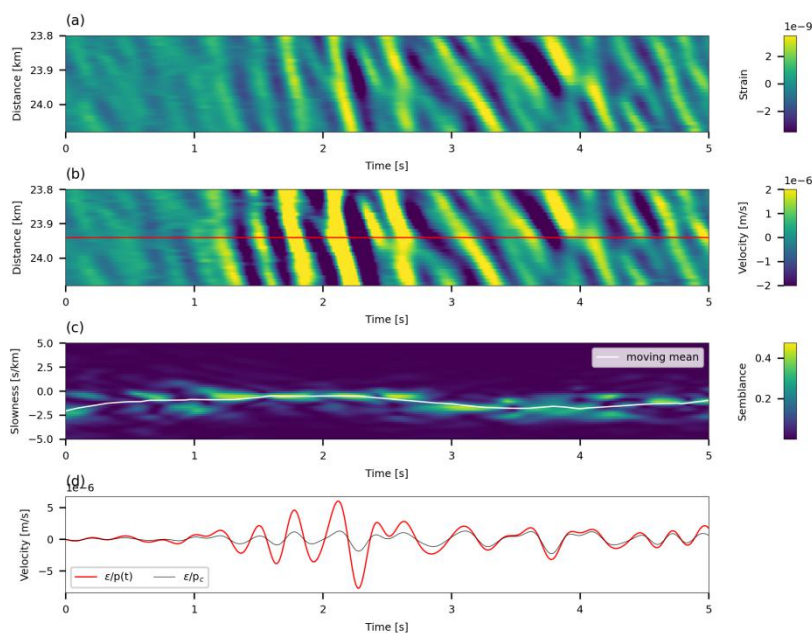 (a)
23.8
23.9
24.0
Distance [km]
0 1 2 3 4 5
Time [s]
1e−9
2
0
−2
Strain
(b)
23.8
23.9
24.0
Distance [km]
0 1 2 3 4 5
Time [s]
1e−6
2
1
0
−1
−2
Velocity [m/s]
(c)
5.0
2.5
0.0
−2.5
−5.0
Slowness [s/km]
moving mean
0 1 2 3 4 5
Time [s]
0.4
0.2
Semblance
(d)
1e−6
5
0
−5
Velocity [m/s]
ε/p(t) ε/pc
0 1 2 3 4 5
Time [s]